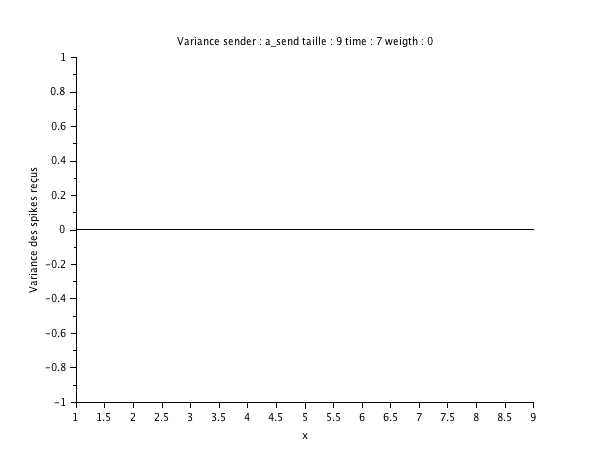 Variance sender : a_send taille : 9 time : 7 weigth : 0
1
0.8
0.6
0.4
0.2
0
-0.2
-0.4
-0.6
-0.8
-1
Variance des spikes reçus
1 1.5 2 2.5 3 3.5 4 4.5 5 5.5 6 6.5 7 7.5 8 8.5 9
x